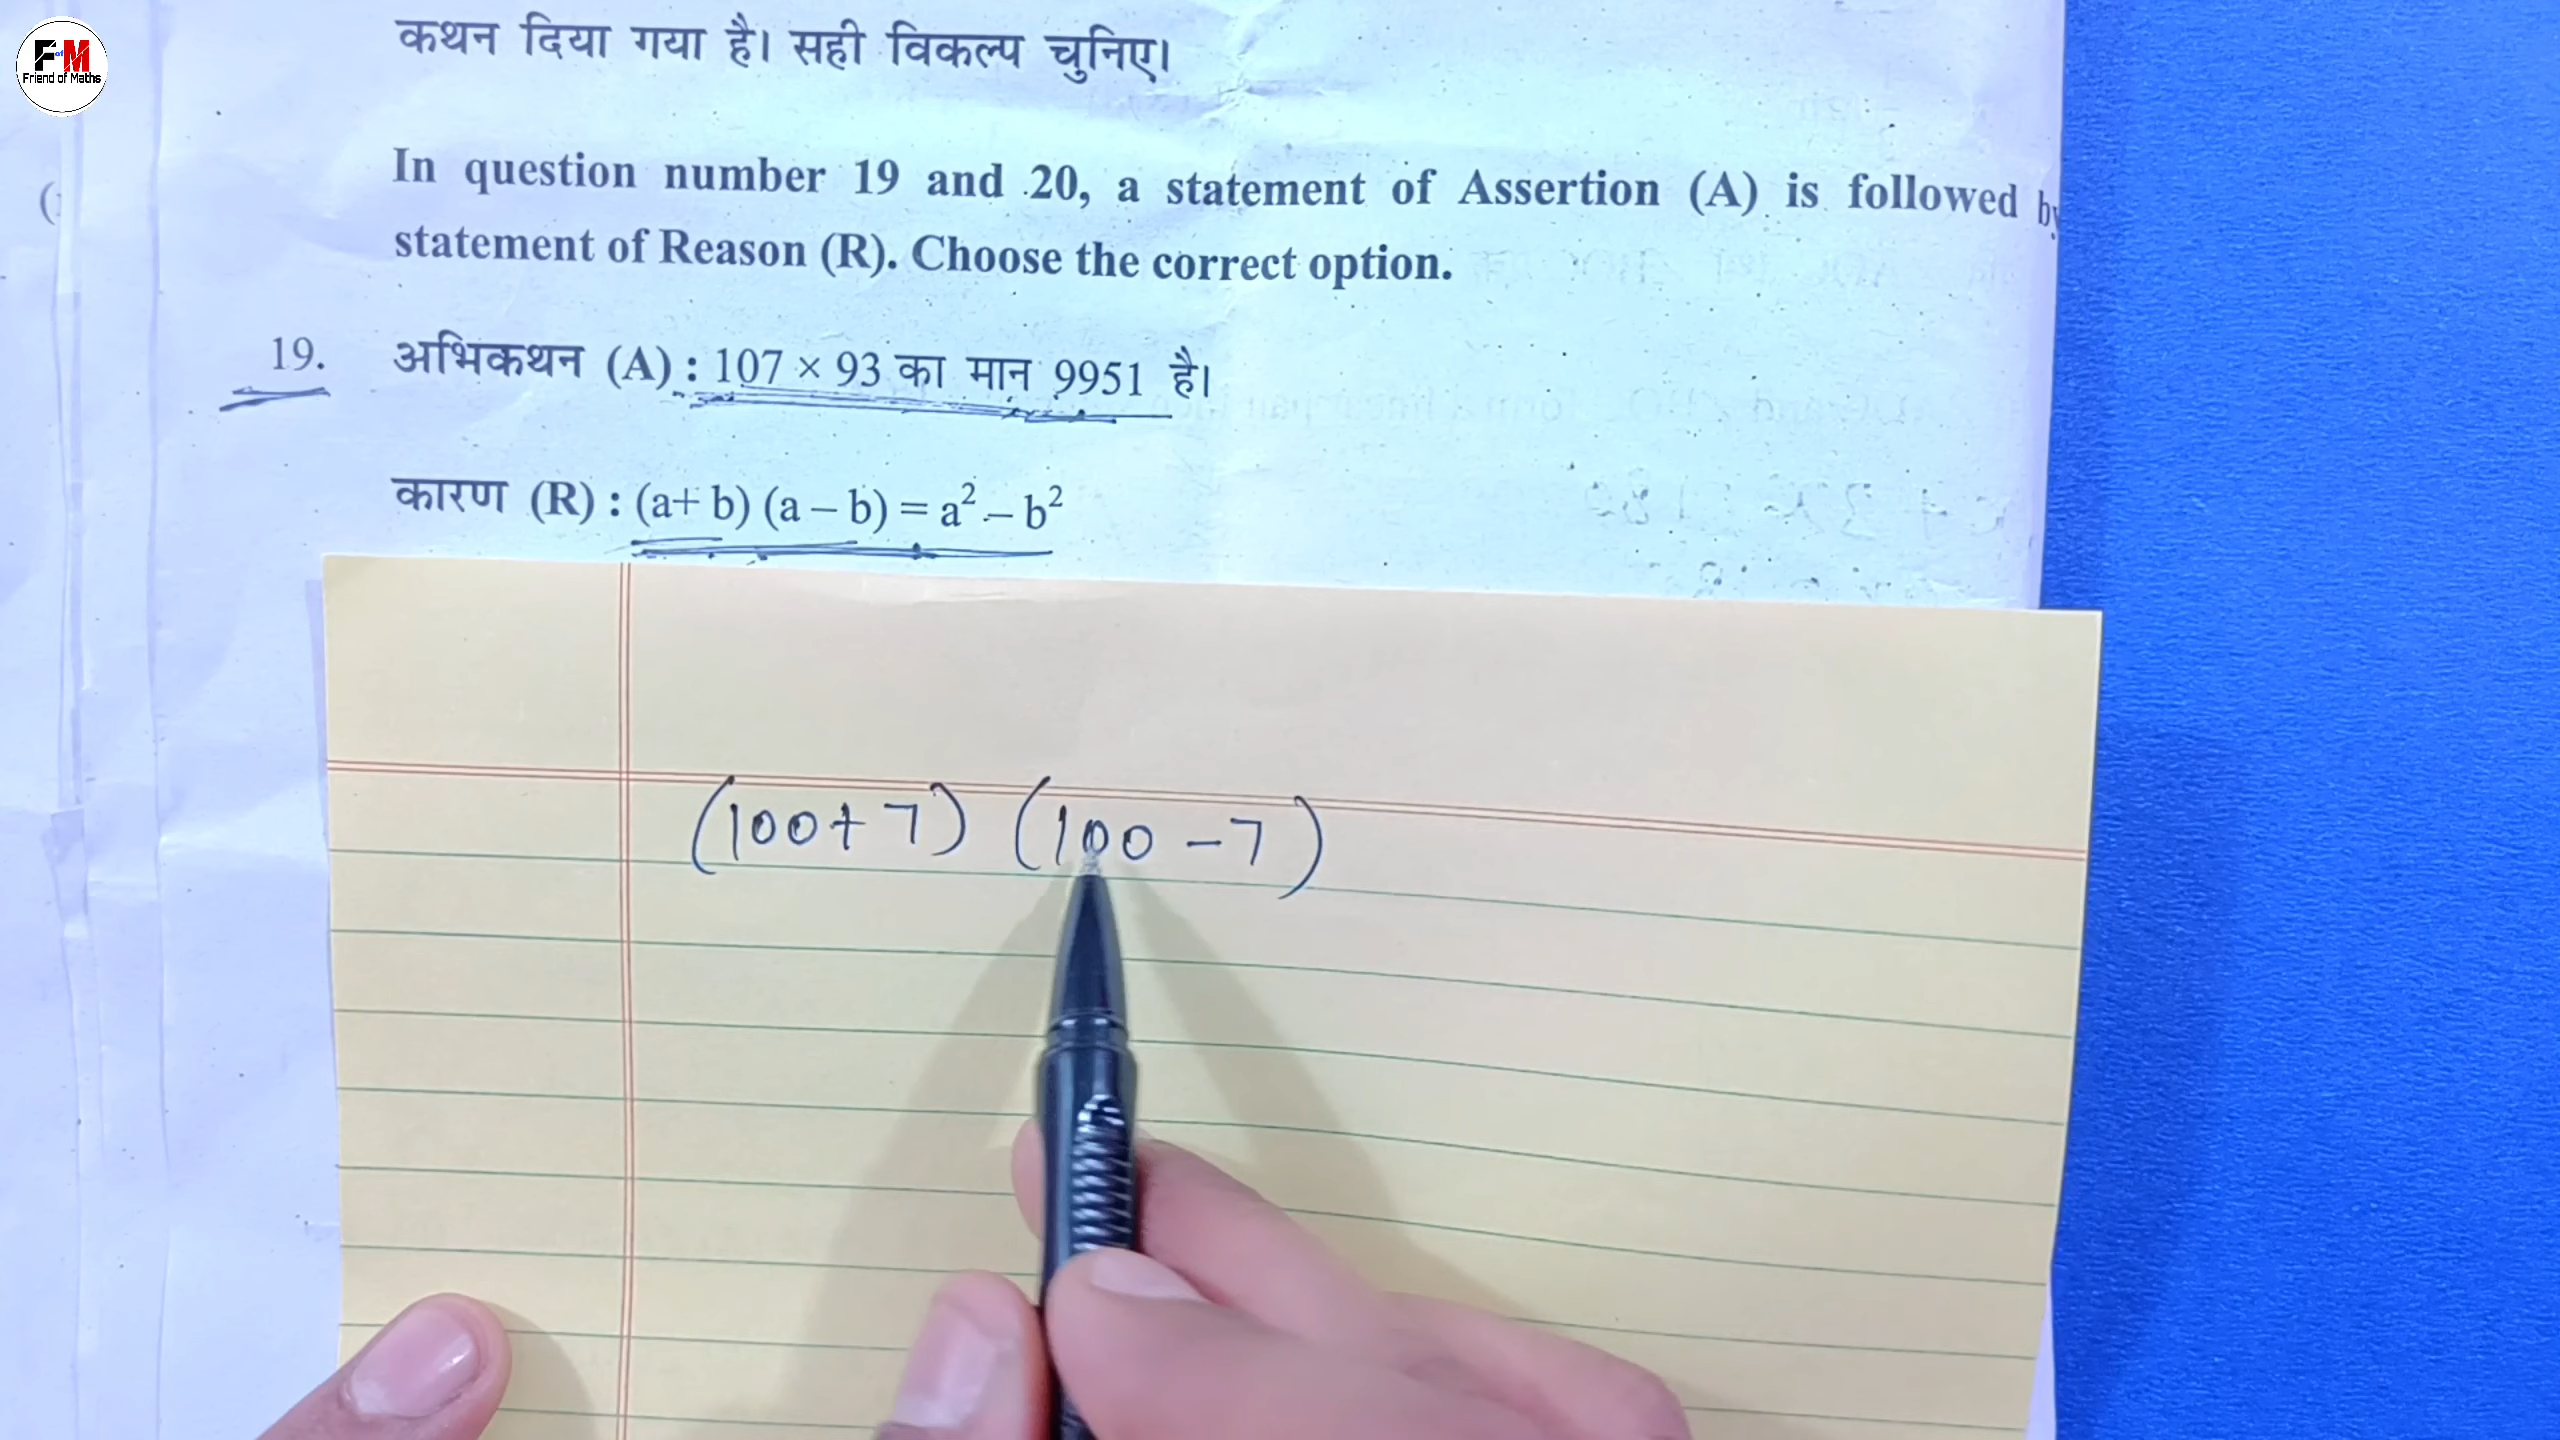 FofM
Friend of Maths
कथन दिया गया है। सही विकल्प चुनिए।
In question number 19 and 20, a statement of Assertion (A) is followed by
statement of Reason (R). Choose the correct option.
19. अभिकथन (A) : 107 × 93 का मान 9951 है।
कारण (R) : (a+ b) (a – b) = a² – b²
(100+7) (100-7)